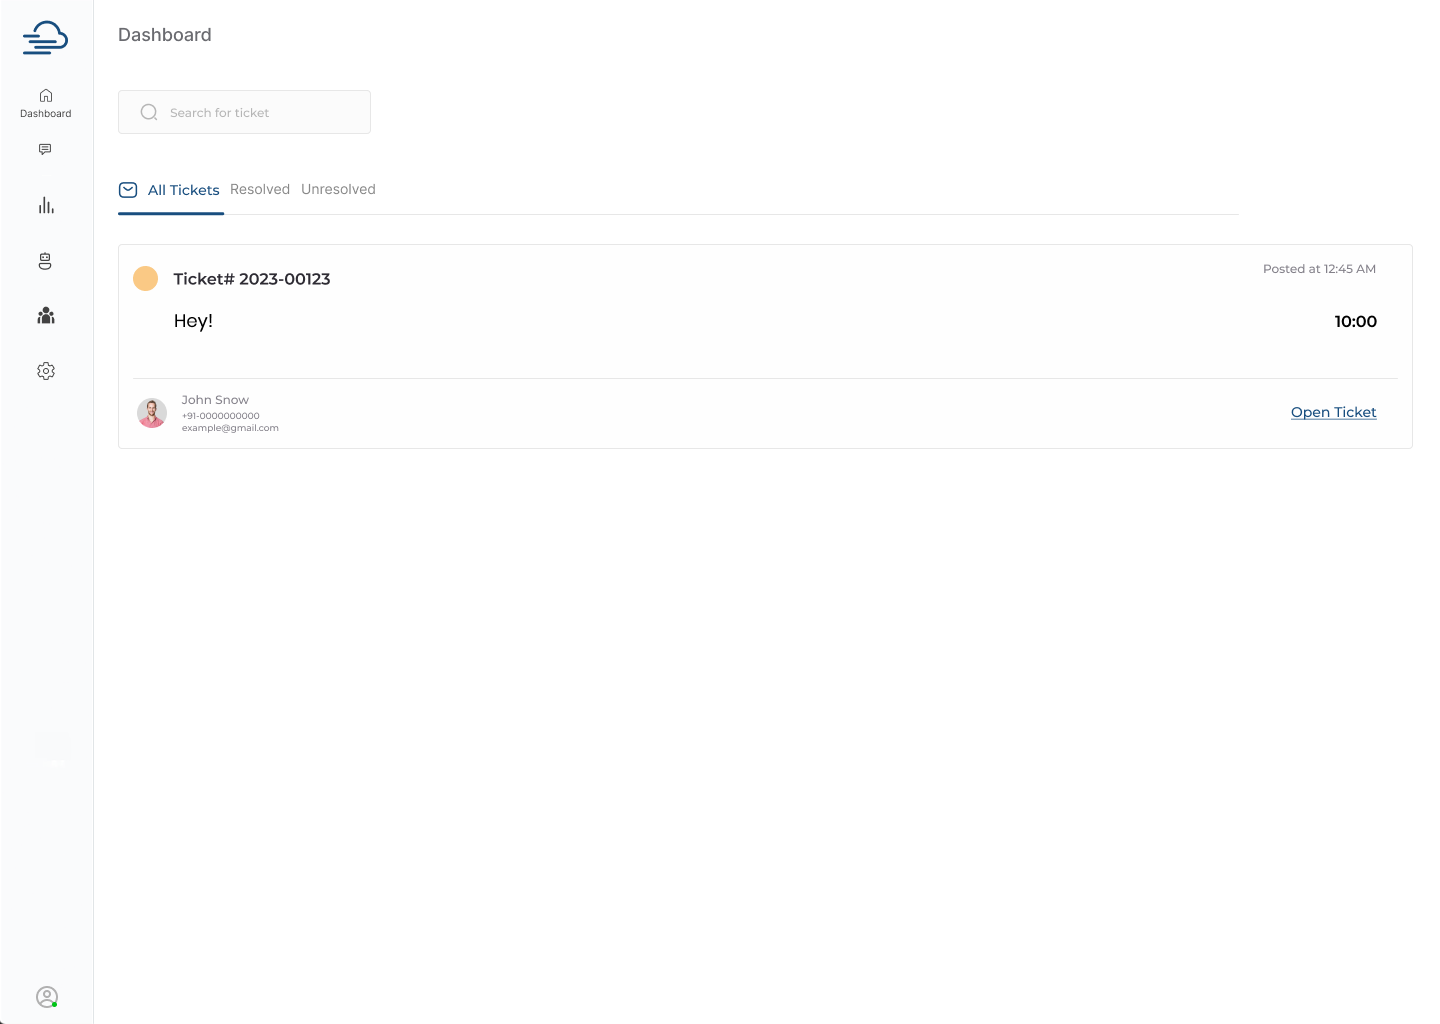 Dashboard
Dashboard
Search for ticket
All Tickets Resolved Unresolved
Ticket# 2023-00123
Posted at 12:45 AM
Hey!
10:00
John Snow
+91-0000000000
example@gmail.com
Open Ticket